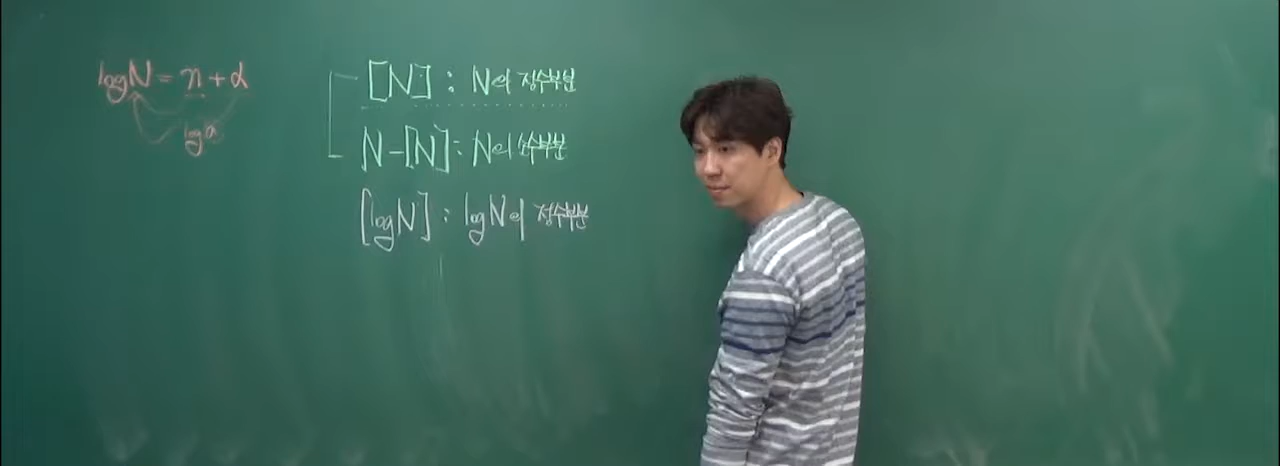 logN = n + α
log a
[N] : N의 정수부분
N - [N] : N의 소수부분
[logN] : logN의 정수부분